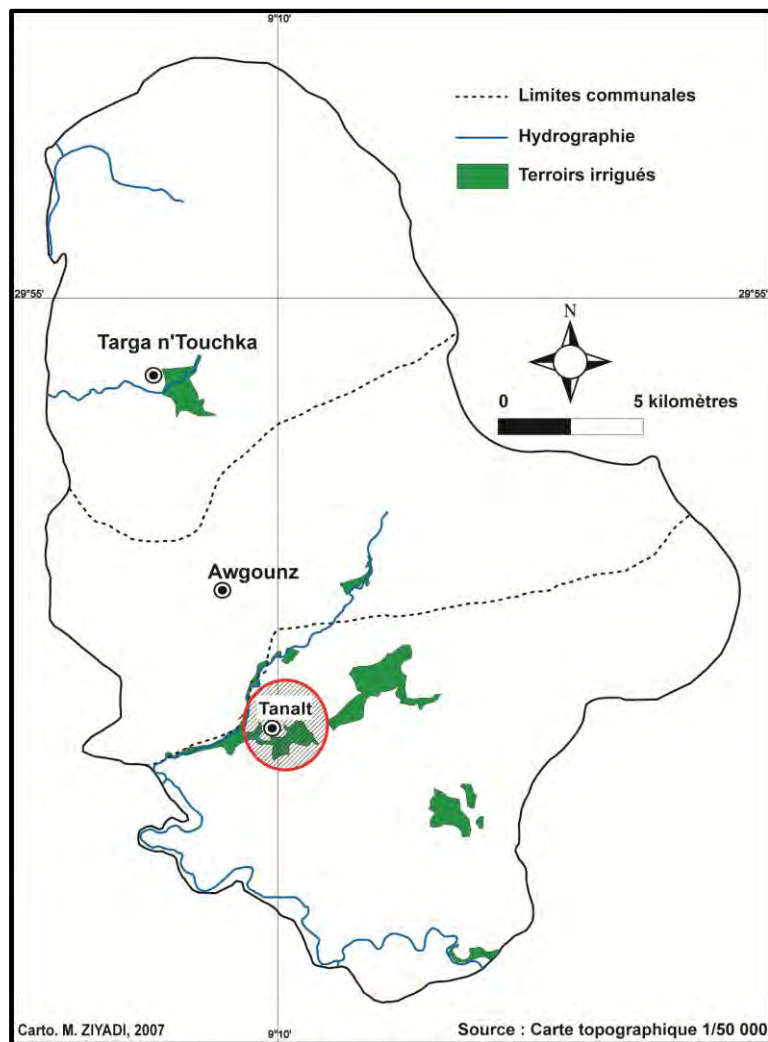 9°10'
Limites communales
Hydrographie
Terroirs irrigués
29°55'
29°55'
N
Targa n'Touchka
0 5 kilomètres
Awgounz
Tanalt
Carto. M. ZIYADI, 2007
9°10'
Source : Carte topographique 1/50 000